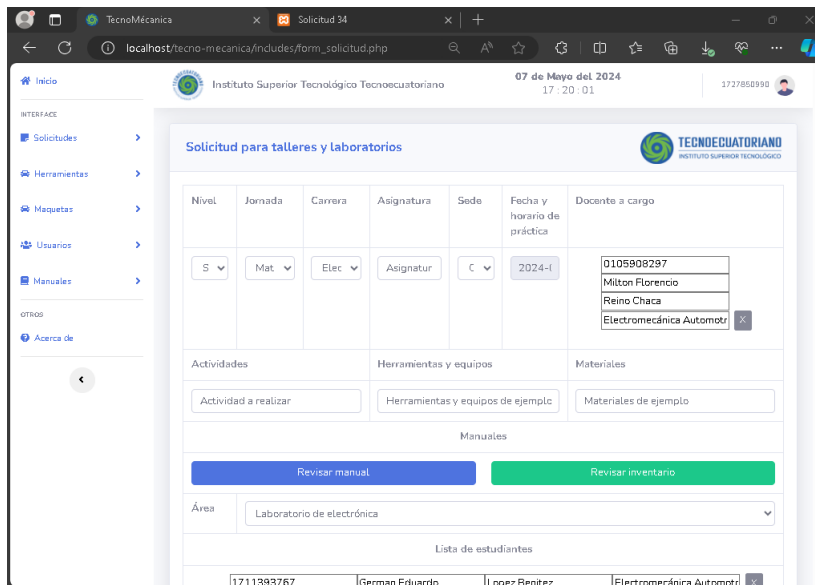 TecnoMécanica
Solicitud 34
localhost/tecno-mecanica/includes/form_solicitud.php
Inicio
INTERFACE
Solicitudes
Herramientas
Maquetas
Usuarios
Manuales
OTROS
Acerca de
Instituto Superior Tecnológico Tecnoecuatoriano
07 de Mayo del 2024
17 : 20 : 01
1727850990
Solicitud para talleres y laboratorios
TECNOECUATORIANO
INSTITUTO SUPERIOR TECNOLÓGICO
Nivel Jornada Carrera Asignatura Sede Fecha y horario de práctica Docente a cargo
S Mat Elec Asignatur 2024-
0105908297
Milton Florencio
Reino Chaca
Electromecánica Automotr X
Actividades Herramientas y equipos Materiales
Actividad a realizar Herramientas y equipos de ejemplo Materiales de ejemplo
Manuales
Revisar manual Revisar inventario
Área Laboratorio de electrónica
Lista de estudiantes
1711393767 German Eduardo Lopez Benitez Electromecánica Automotr X